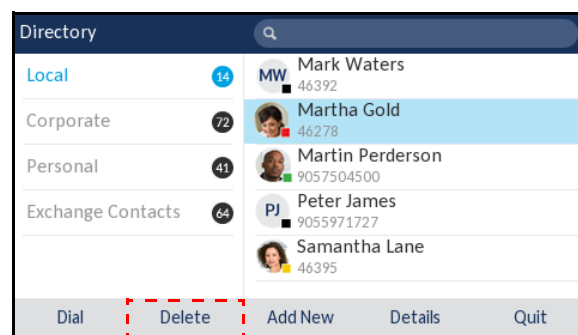 Directory
Local 14
Corporate 72
Personal 41
Exchange Contacts 64
MW Mark Waters
46392
Martha Gold
46278
Martin Perderson
9057504500
PJ Peter James
9055971727
Samantha Lane
46395
Dial Delete Add New Details Quit